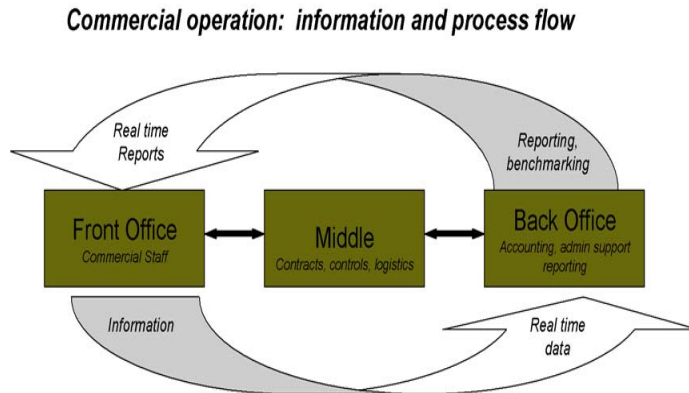 Commercial operation: information and process flow
Real time
Reports
Reporting,
benchmarking
Front Office
Commercial Staff
Middle
Contracts, controls, logistics
Back Office
Accounting, admin support
reporting
Information
Real time
data